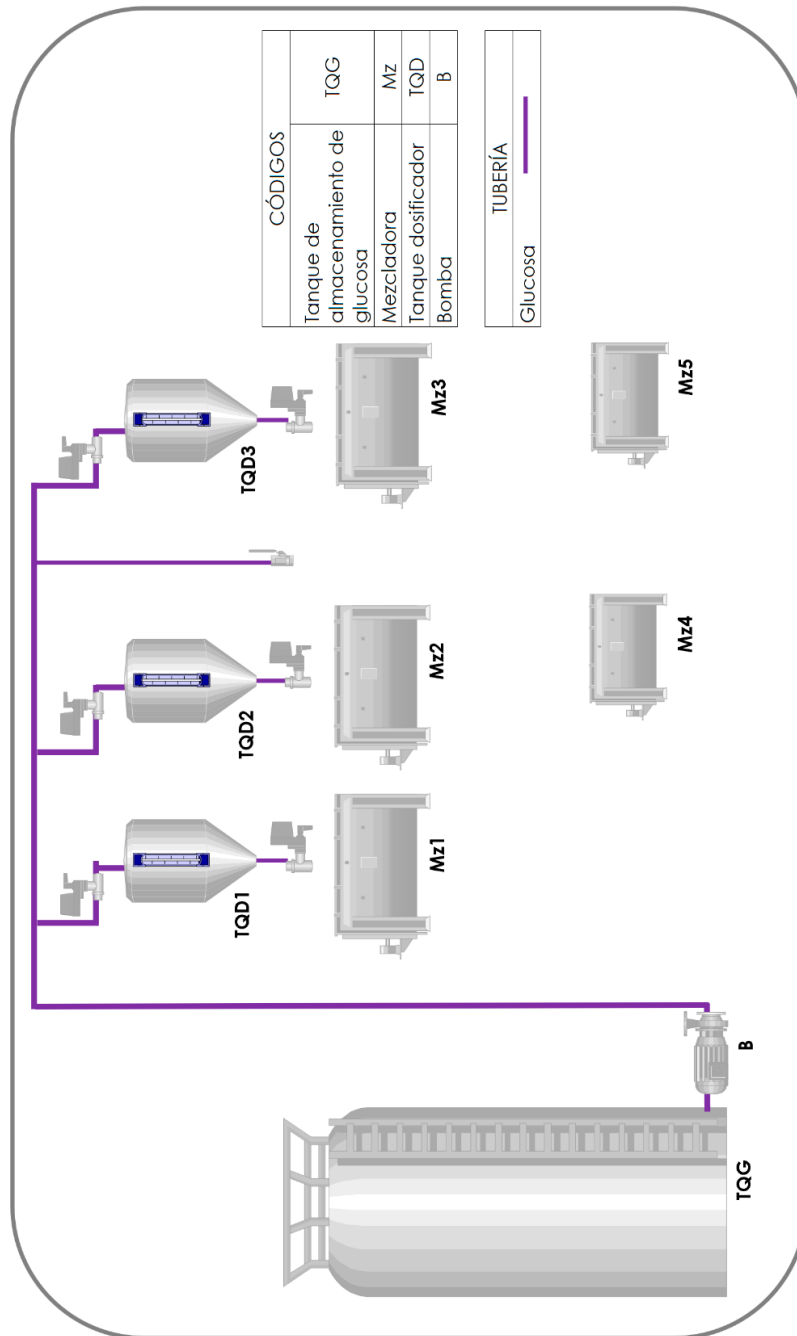 CÓDIGOS
Tanque de
almacenamiento de
glucosa
TQG
Mezcladora
Mz
Tanque dosificador
TQD
Bomba
B
TUBERÍA
Glucosa
TQD1
TQD2
TQD3
Mz1
Mz2
Mz3
Mz4
Mz5
TQG
B